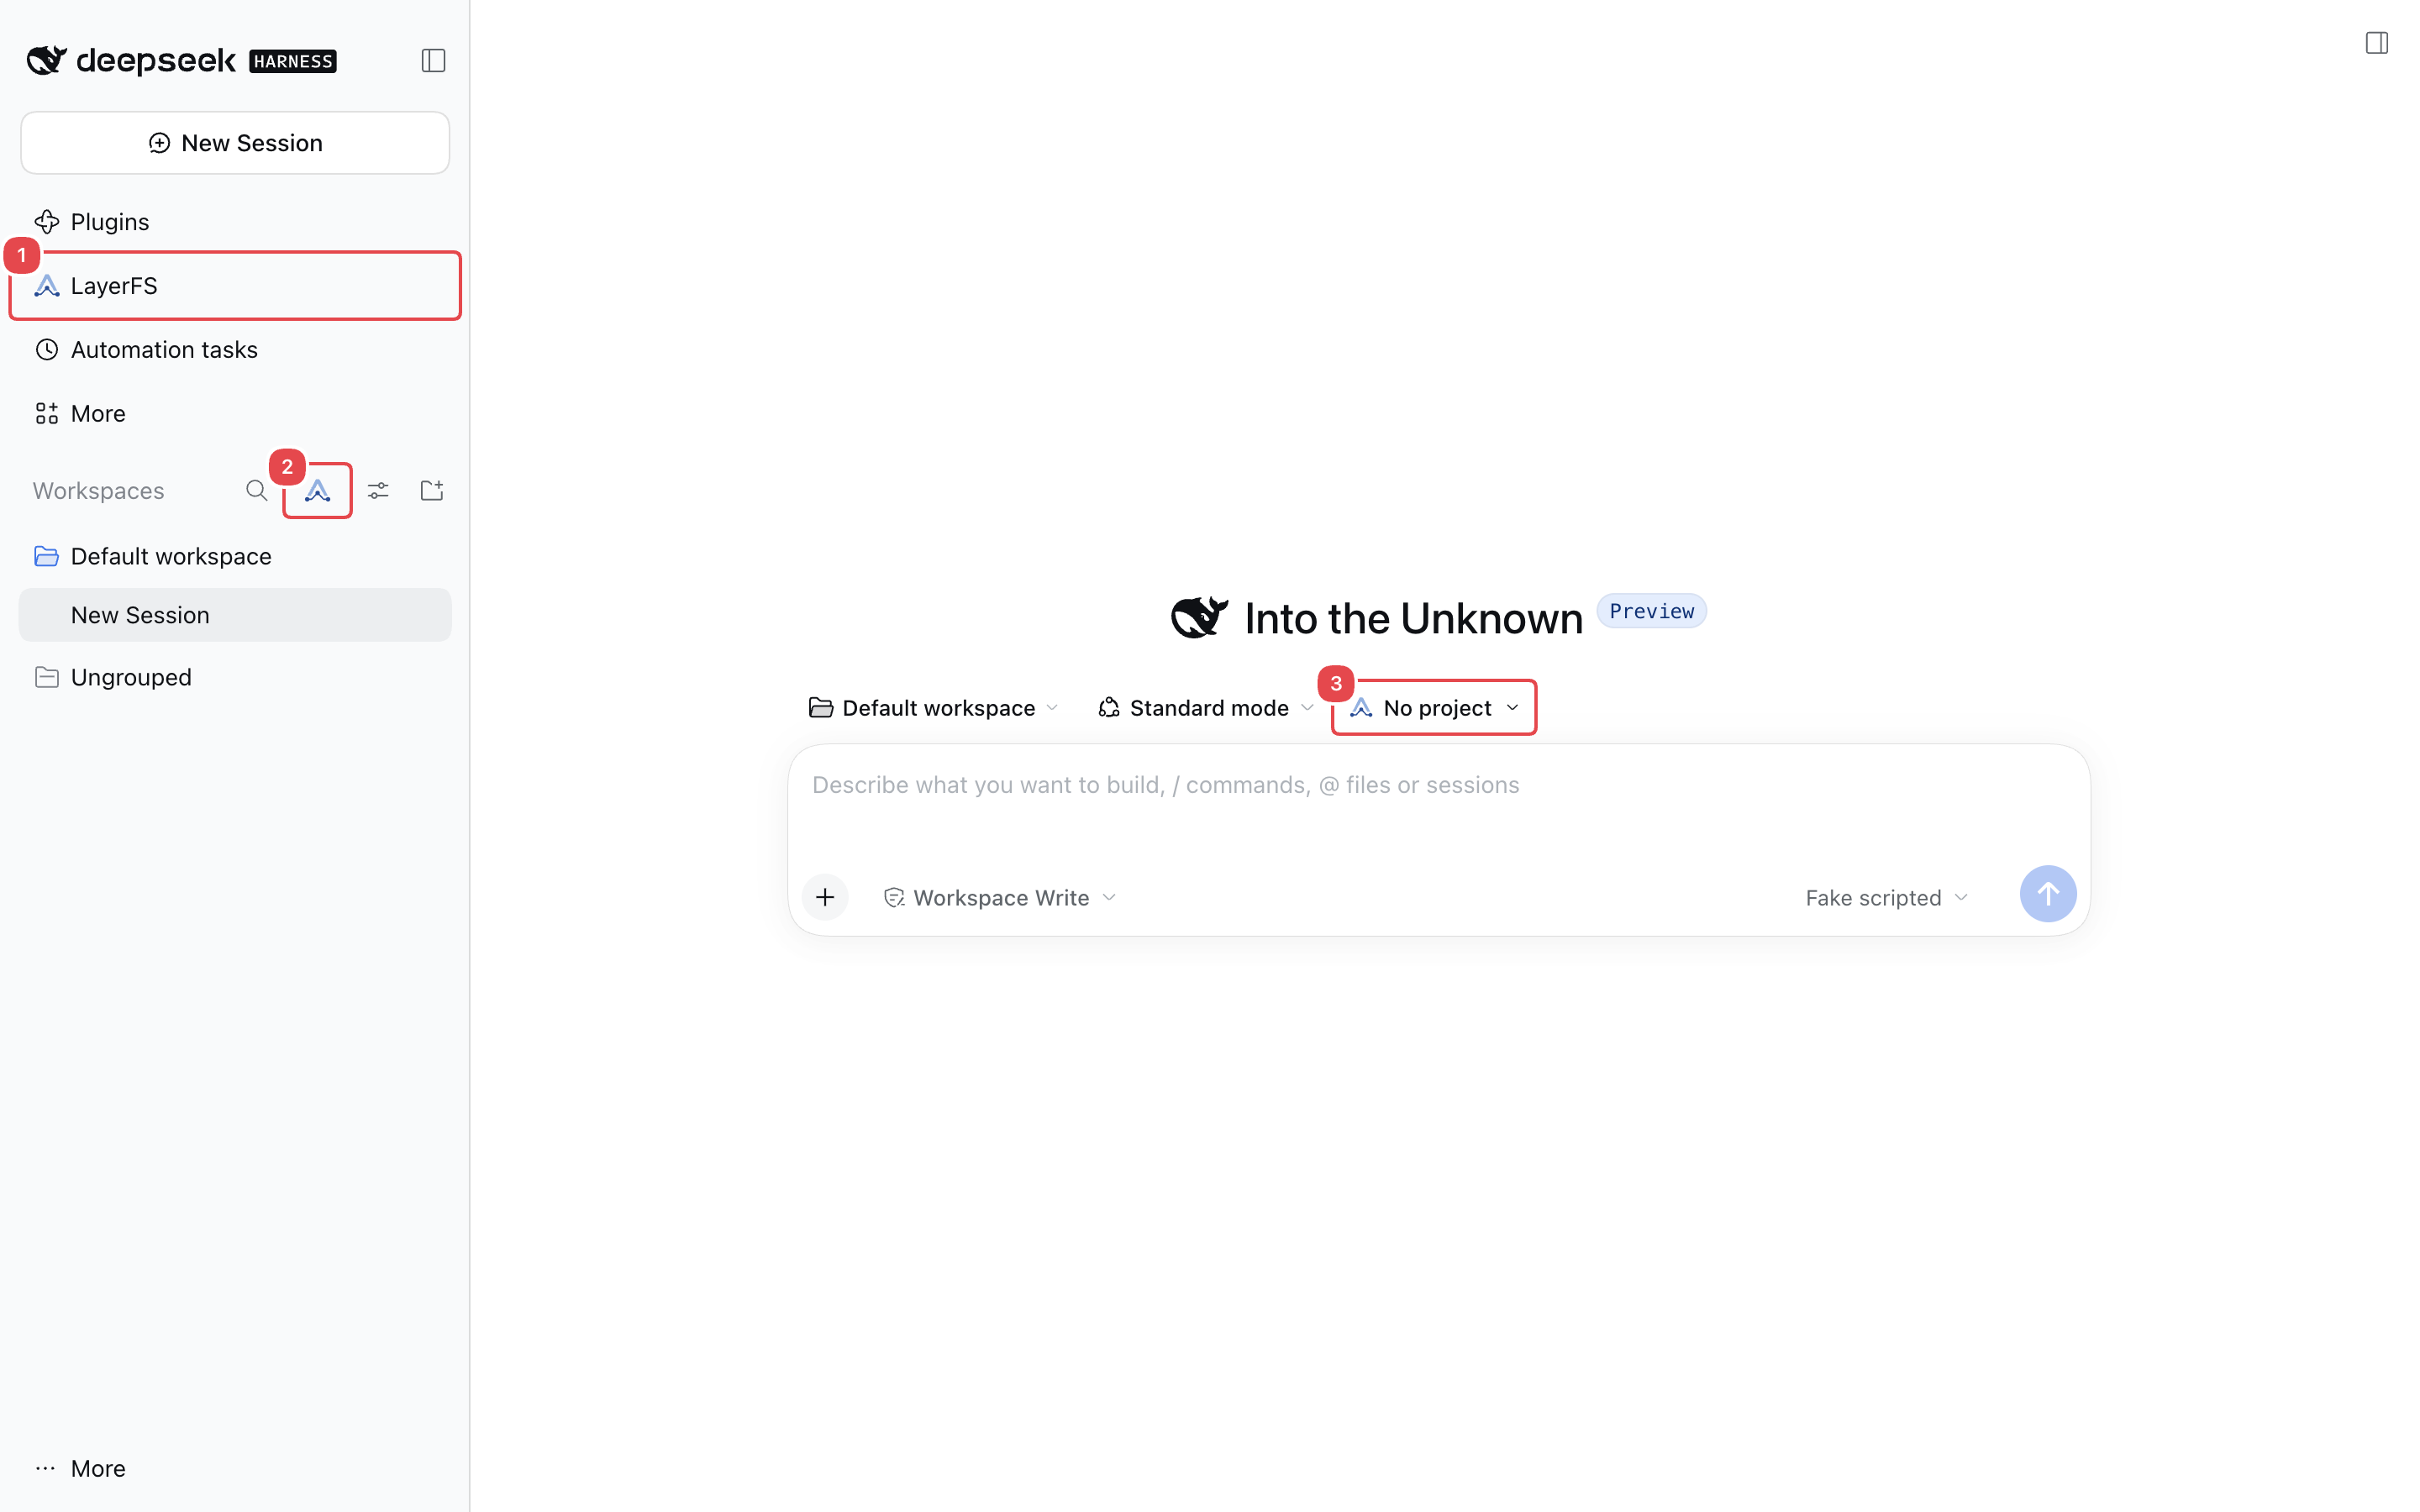 deepseek HARNESS
New Session
Plugins
1
LayerFS
Automation tasks
More
Workspaces
2
Default workspace
New Session
Ungrouped
More
Into the Unknown Preview
Default workspace Standard mode 3 No project
Describe what you want to build, / commands, @ files or sessions
Workspace Write Fake scripted